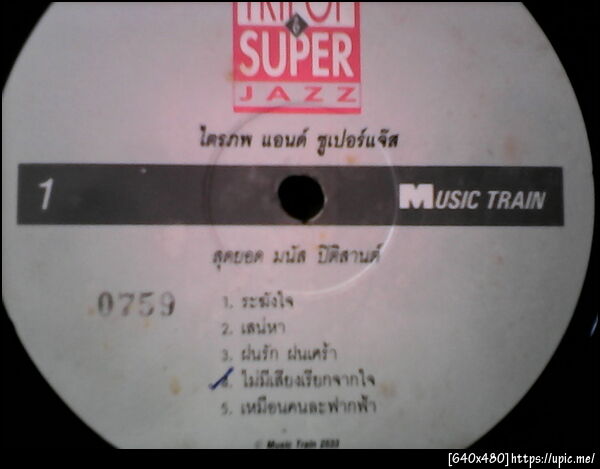 TRIPOP
6
SUPER
JAZZ
ไตรภพ แอนด์ ซูเปอร์แจ๊ส
1
MUSIC TRAIN
สุดยอด มนัส ปิติสานต์
0759
1. ระฆังใจ
2. เสน่หา
3. ฝนรัก ฝนเศร้า
4. ไม่มีเสียงเรียกจากใจ
5. เหมือนคนละฟากฟ้า
© Music Train 2533
[640x480]https://upic.me/